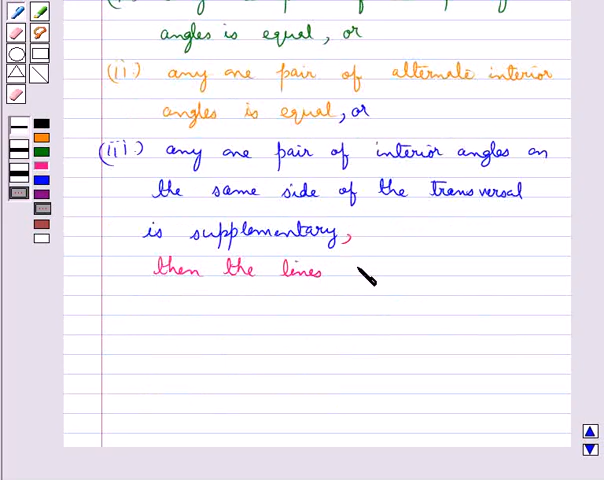 angles is equal, or
(ii) any one pair of alternate interior
angles is equal, or
(iii) any one pair of interior angles on
the same side of the transversal
is supplementary,
then the lines